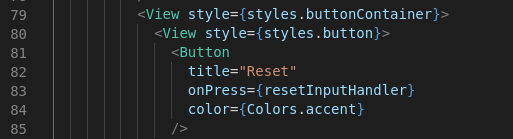 79 <View style={styles.buttonContainer}>
80 <View style={styles.button}>
81 <Button
82 title="Reset"
83 onPress={resetInputHandler}
84 color={Colors.accent}
85 />